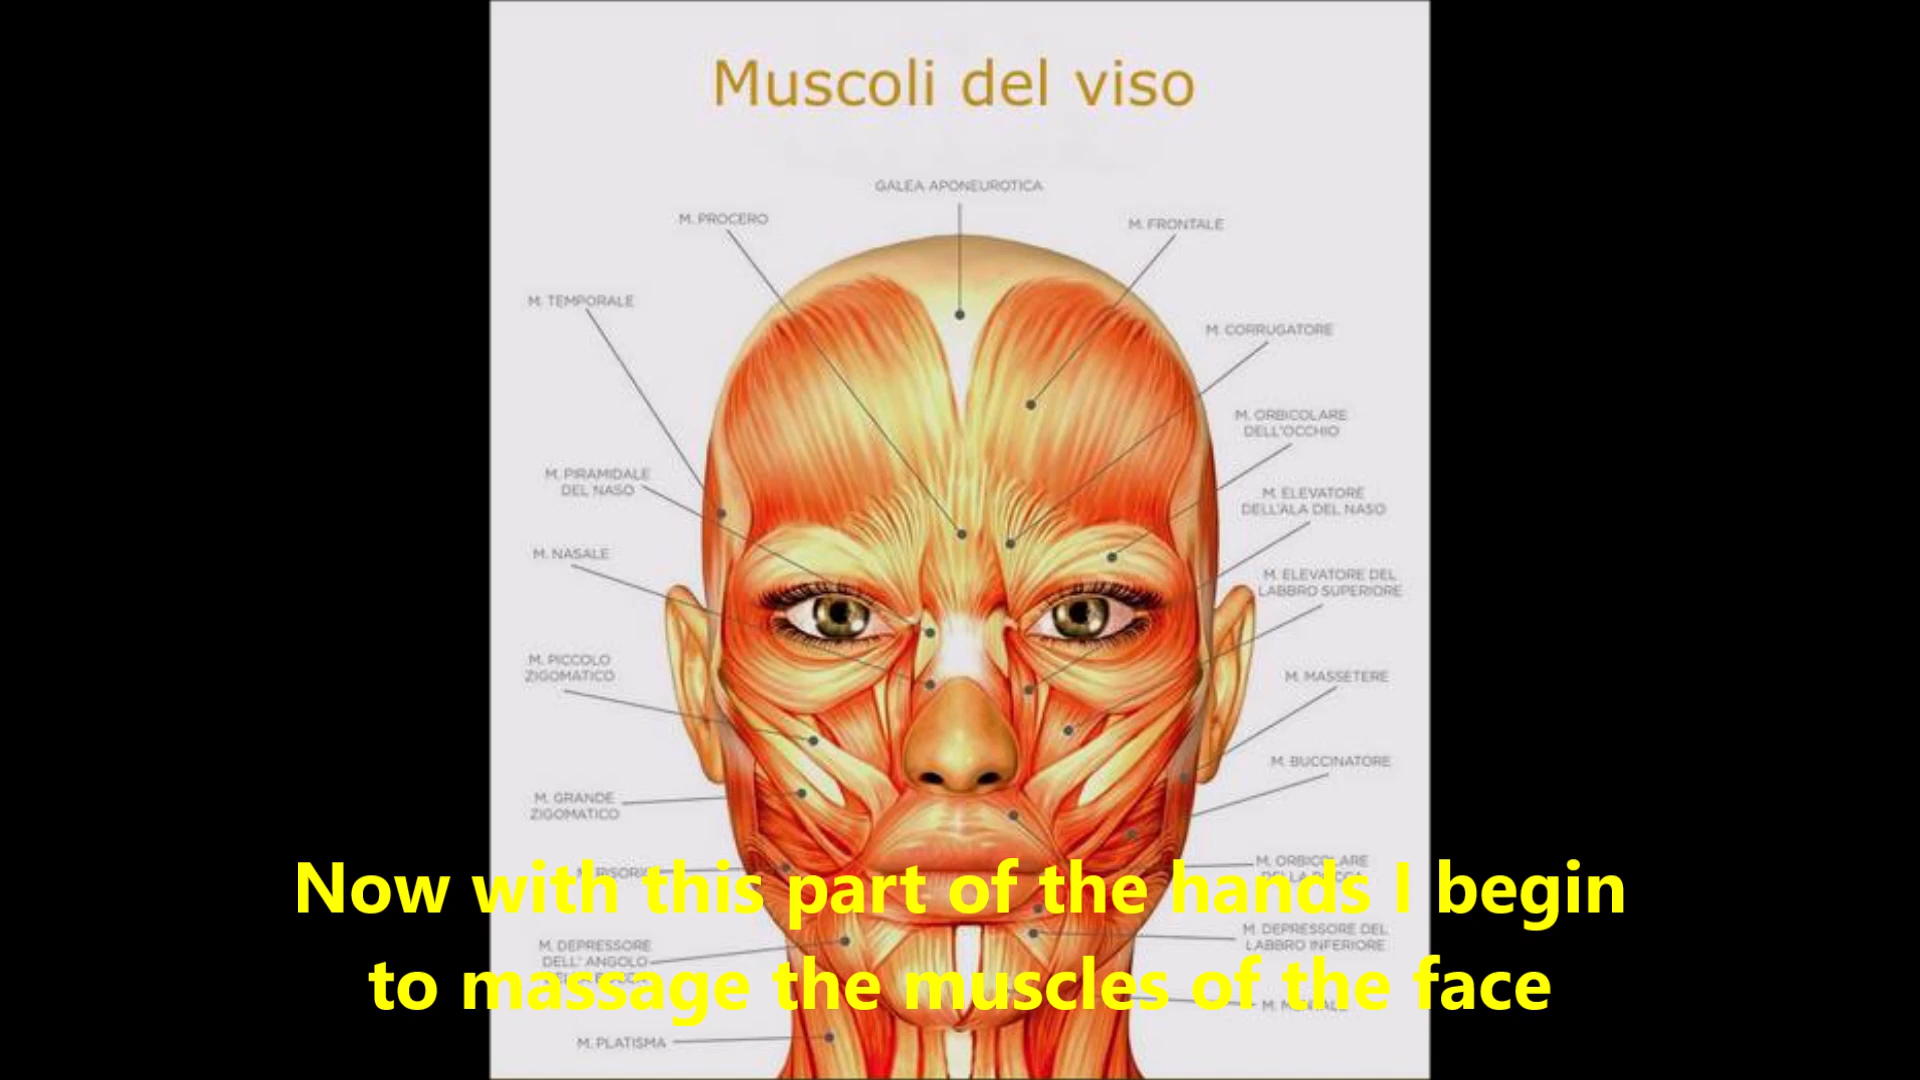 Muscoli del viso
GALEA APONEUROTICA
M. PROCERO
M. FRONTALE
M. TEMPORALE
M. CORRUGATORE
M. ORBICOLARE
DELL'OCCHIO
M. PIRAMIDALE
DEL NASO
M. ELEVATORE
DELL'ALA DEL NASO
M. NASALE
M. ELEVATORE DEL
LABBRO SUPERIORE
M. PICCOLO
ZIGOMATICO
M. MASSETERE
M. BUCCINATORE
M. GRANDE
ZIGOMATICO
M. ORBICOLARE
Now with this part of the hands I begin
M. DEPRESSORE DEL
LABBRO INFERIORE
M. DEPRESSORE
DELL' ANGOLO
to massage the muscles of the face
M. PLATISMA